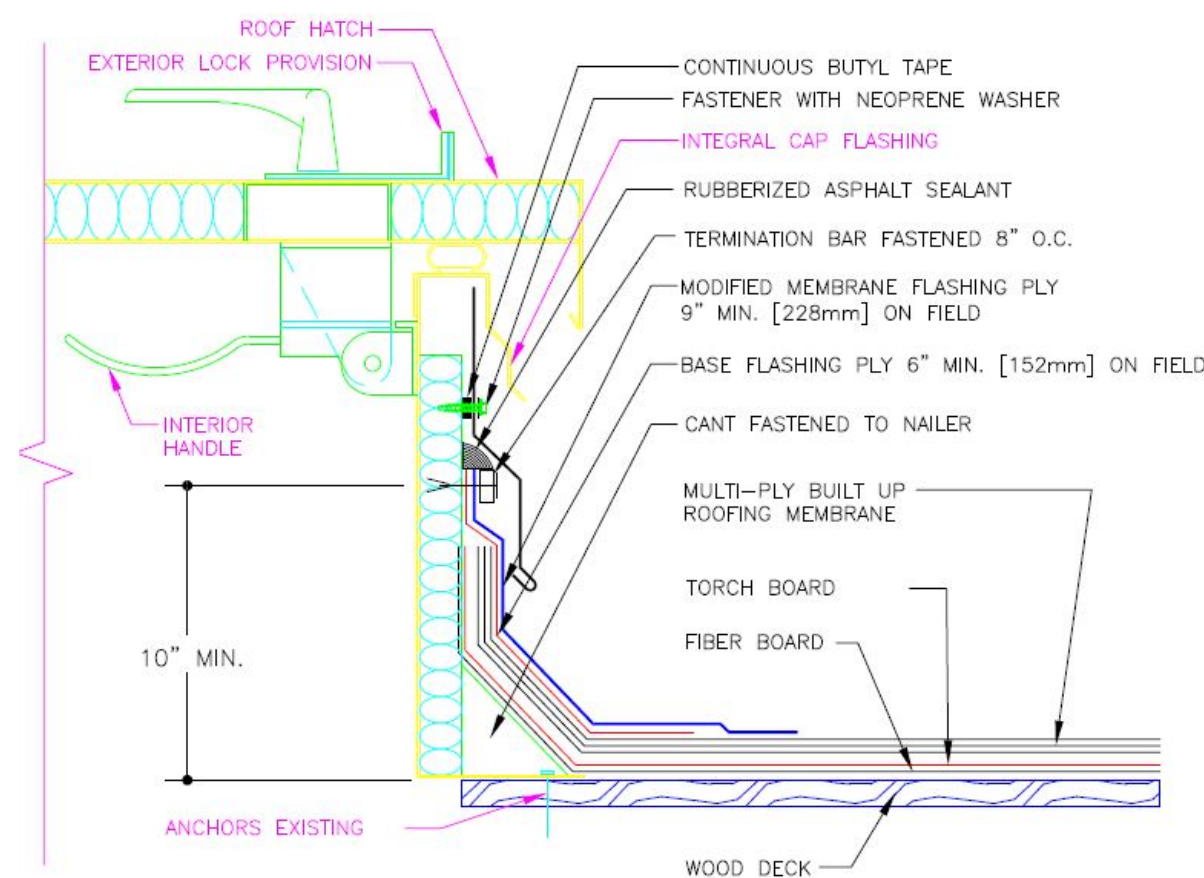 ROOF HATCH
EXTERIOR LOCK PROVISION
CONTINUOUS BUTYL TAPE
FASTENER WITH NEOPRENE WASHER
INTEGRAL CAP FLASHING
RUBBERIZED ASPHALT SEALANT
TERMINATION BAR FASTENED 8" O.C.
MODIFIED MEMBRANE FLASHING PLY
9" MIN. [228mm] ON FIELD
BASE FLASHING PLY 6" MIN. [152mm] ON FIELD
CANT FASTENED TO NAILER
INTERIOR
HANDLE
MULTI-PLY BUILT UP
ROOFING MEMBRANE
TORCH BOARD
FIBER BOARD
10" MIN.
ANCHORS EXISTING
WOOD DECK